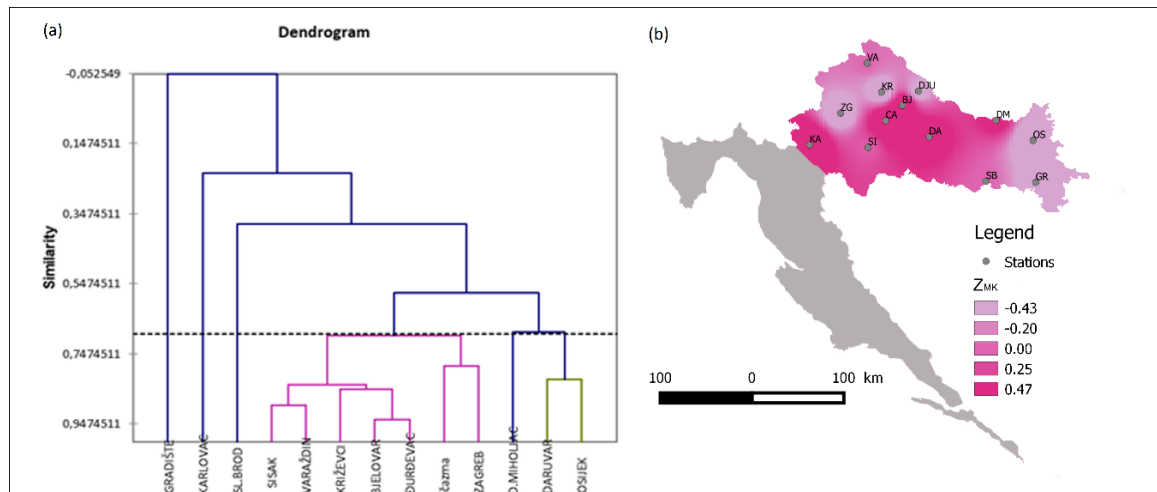 (a)
Dendrogram
Similarity
-0,052549
0,1474511
0,3474511
0,5474511
0,7474511
0,9474511
GRADIŠTE
KARLOVAC
SL.BROD
SISAK
VARAŽDIN
KRIŽEVCI
BJELOVAR
ĐURĐEVAC
čazma
ZAGREB
D.MIHOLJAC
DARUVAR
OSIJEK
(b)
VA
KR
DJU
ZG
BJ
CA
DM
DA
OS
KA
SI
SB
GR
Legend
Stations
ZMK
-0.43
-0.20
0.00
0.25
0.47
100 0 100 km